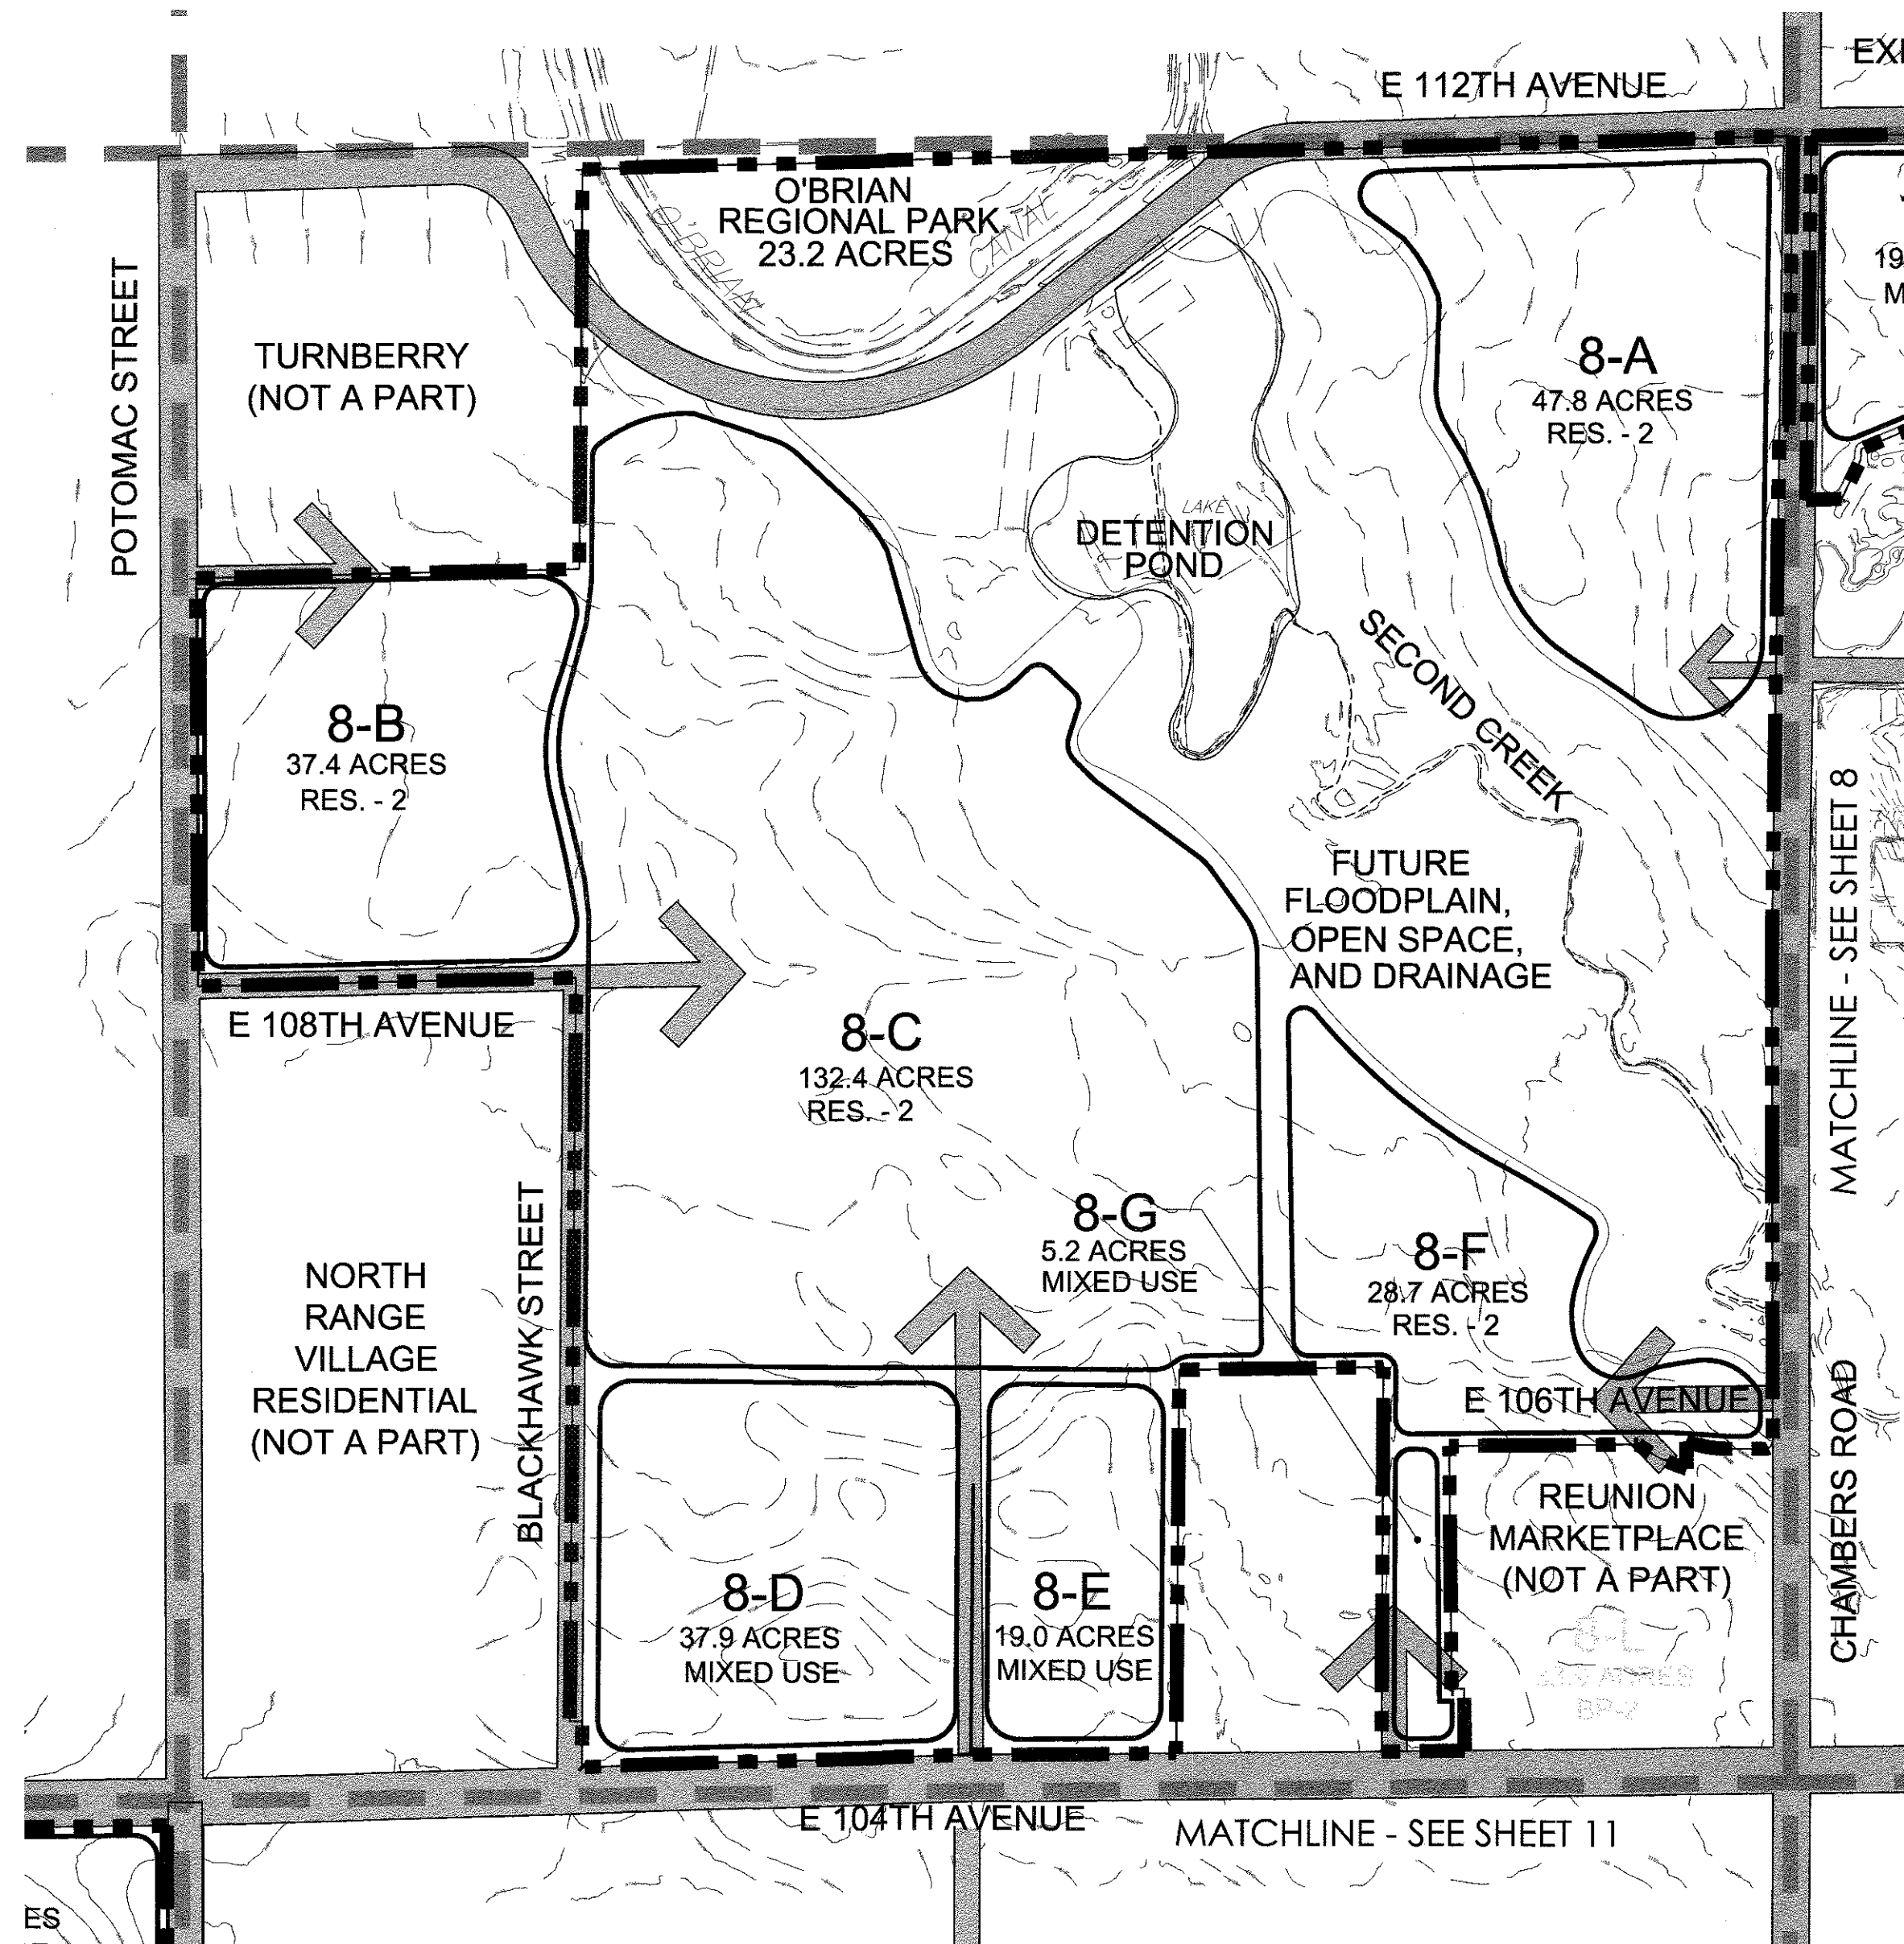 E 112TH AVENUE
O'BRIAN
REGIONAL PARK
23.2 ACRES
O'BRIAN
CANAL
POTOMAC STREET
TURNBERRY
(NOT A PART)
8-A
47.8 ACRES
RES. - 2
19
M
LAKE
DETENTION
POND
SECOND CREEK
8-B
37.4 ACRES
RES. - 2
MATCHLINE - SEE SHEET 8
FUTURE
FLOODPLAIN,
OPEN SPACE,
AND DRAINAGE
E 108TH AVENUE
8-C
132.4 ACRES
RES. - 2
8-G
5.2 ACRES
MIXED USE
8-F
28.7 ACRES
RES. - 2
NORTH
RANGE
VILLAGE
RESIDENTIAL
(NOT A PART)
BLACKHAWK STREET
E 106TH AVENUE
CHAMBERS ROAD
REUNION
MARKETPLACE
(NOT A PART)
8-D
37.9 ACRES
MIXED USE
8-E
19.0 ACRES
MIXED USE
8-L
ACRES
BP-2
E 104TH AVENUE
MATCHLINE - SEE SHEET 11
ES